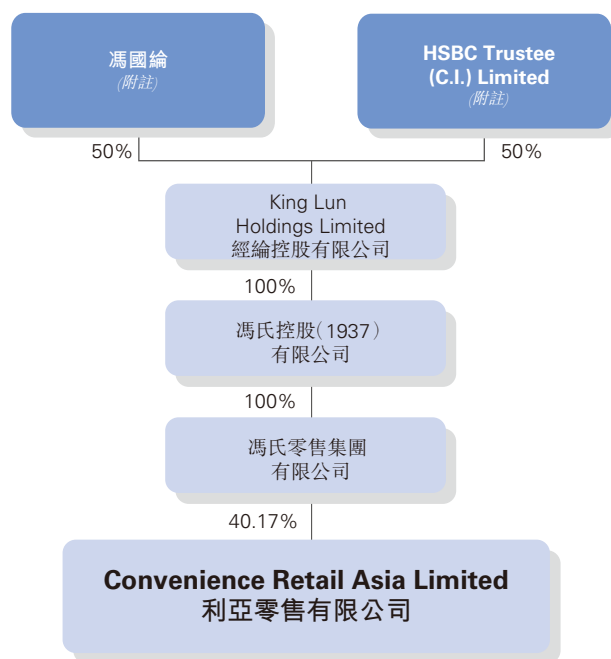 馮國綸
(附註)
HSBC Trustee
(C.I.) Limited
(附註)
50%
50%
King Lun
Holdings Limited
經綸控股有限公司
100%
馮氏控股（1937）
有限公司
100%
馮氏零售集團
有限公司
40.17%
Convenience Retail Asia Limited
利亞零售有限公司